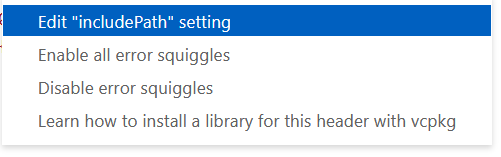 Edit "includePath" setting
Enable all error squiggles
Disable error squiggles
Learn how to install a library for this header with vcpkg